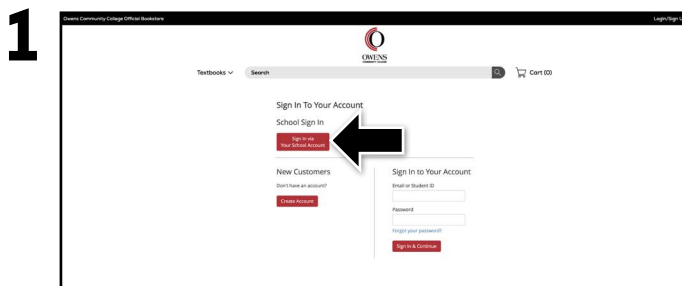 1
Owens Community College Official Bookstore
Login/Sign U
OWENS
COMMUNITY COLLEGE
Textbooks
Search
Cart (0)
Sign In To Your Account
School Sign In
Sign in via
Your School Account
New Customers
Don't have an account?
Create Account
Sign In to Your Account
Email or Student ID
Password
Forgot your password?
Sign In & Continue